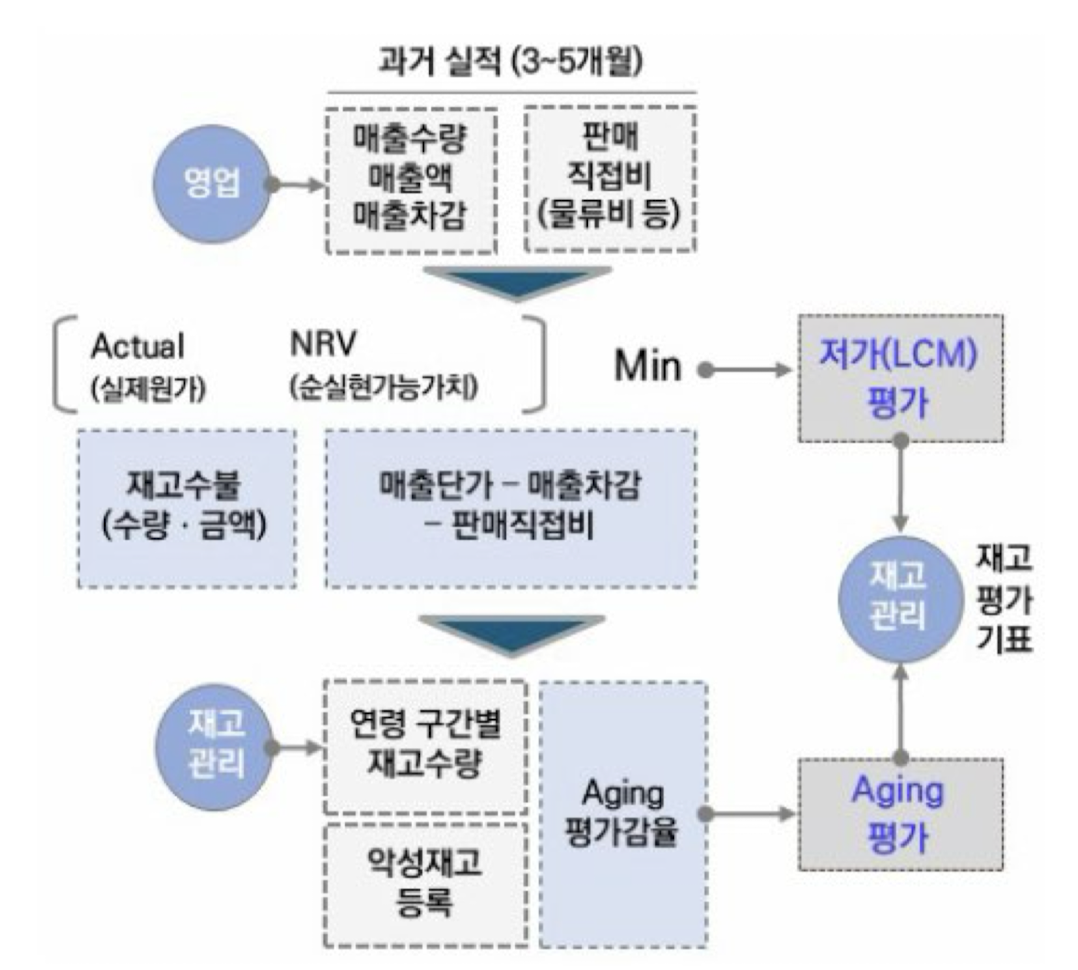 과거 실적 (3~5개월)
영업
매출수량
매출액
매출차감
판매
직접비
(물류비 등)
Actual
(실제원가)
NRV
(순실현가능가치)
Min
저가(LCM)
평가
재고수불
(수량 · 금액)
매출단가 – 매출차감
– 판매직접비
재고
관리
재고
평가
기표
재고
관리
연령 구간별
재고수량
악성재고
등록
Aging
평가감율
Aging
평가